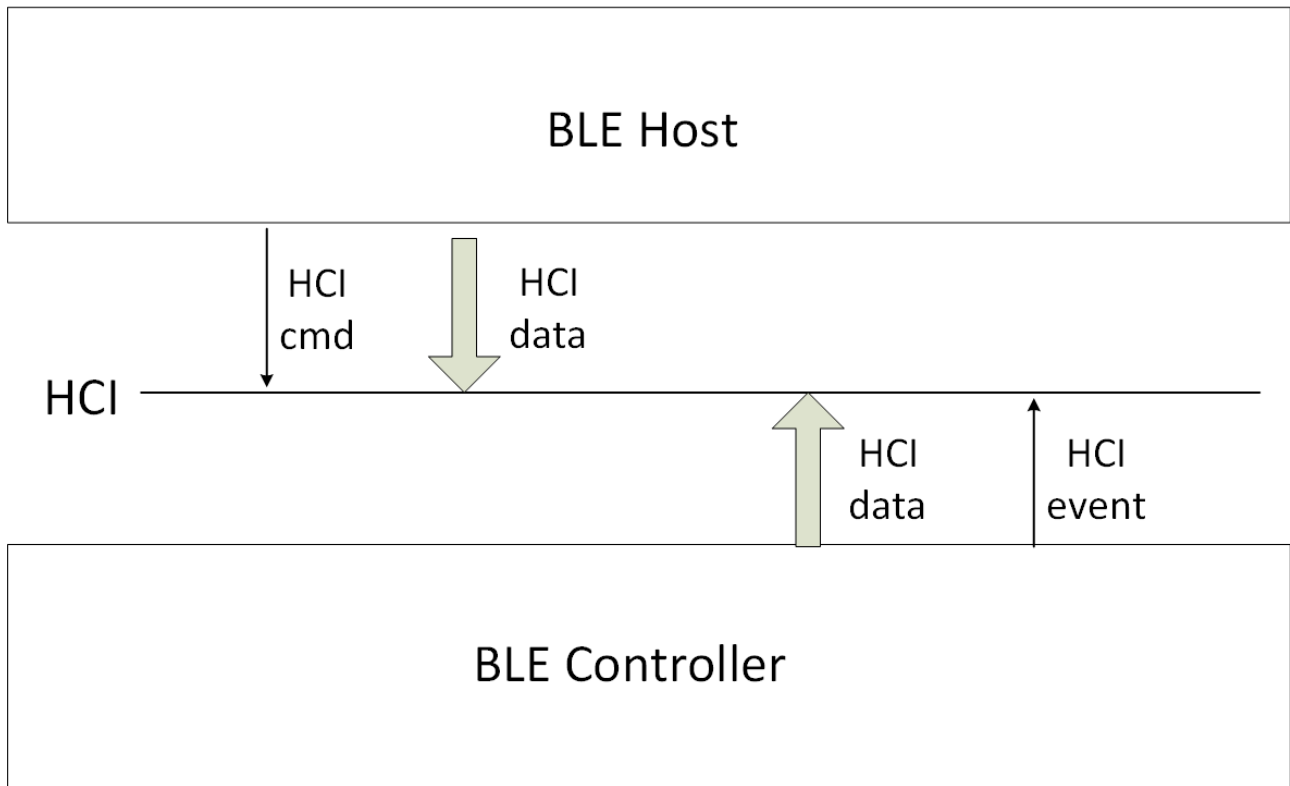 BLE Host
HCI
cmd
HCI
data
HCI
HCI
data
HCI
event
BLE Controller